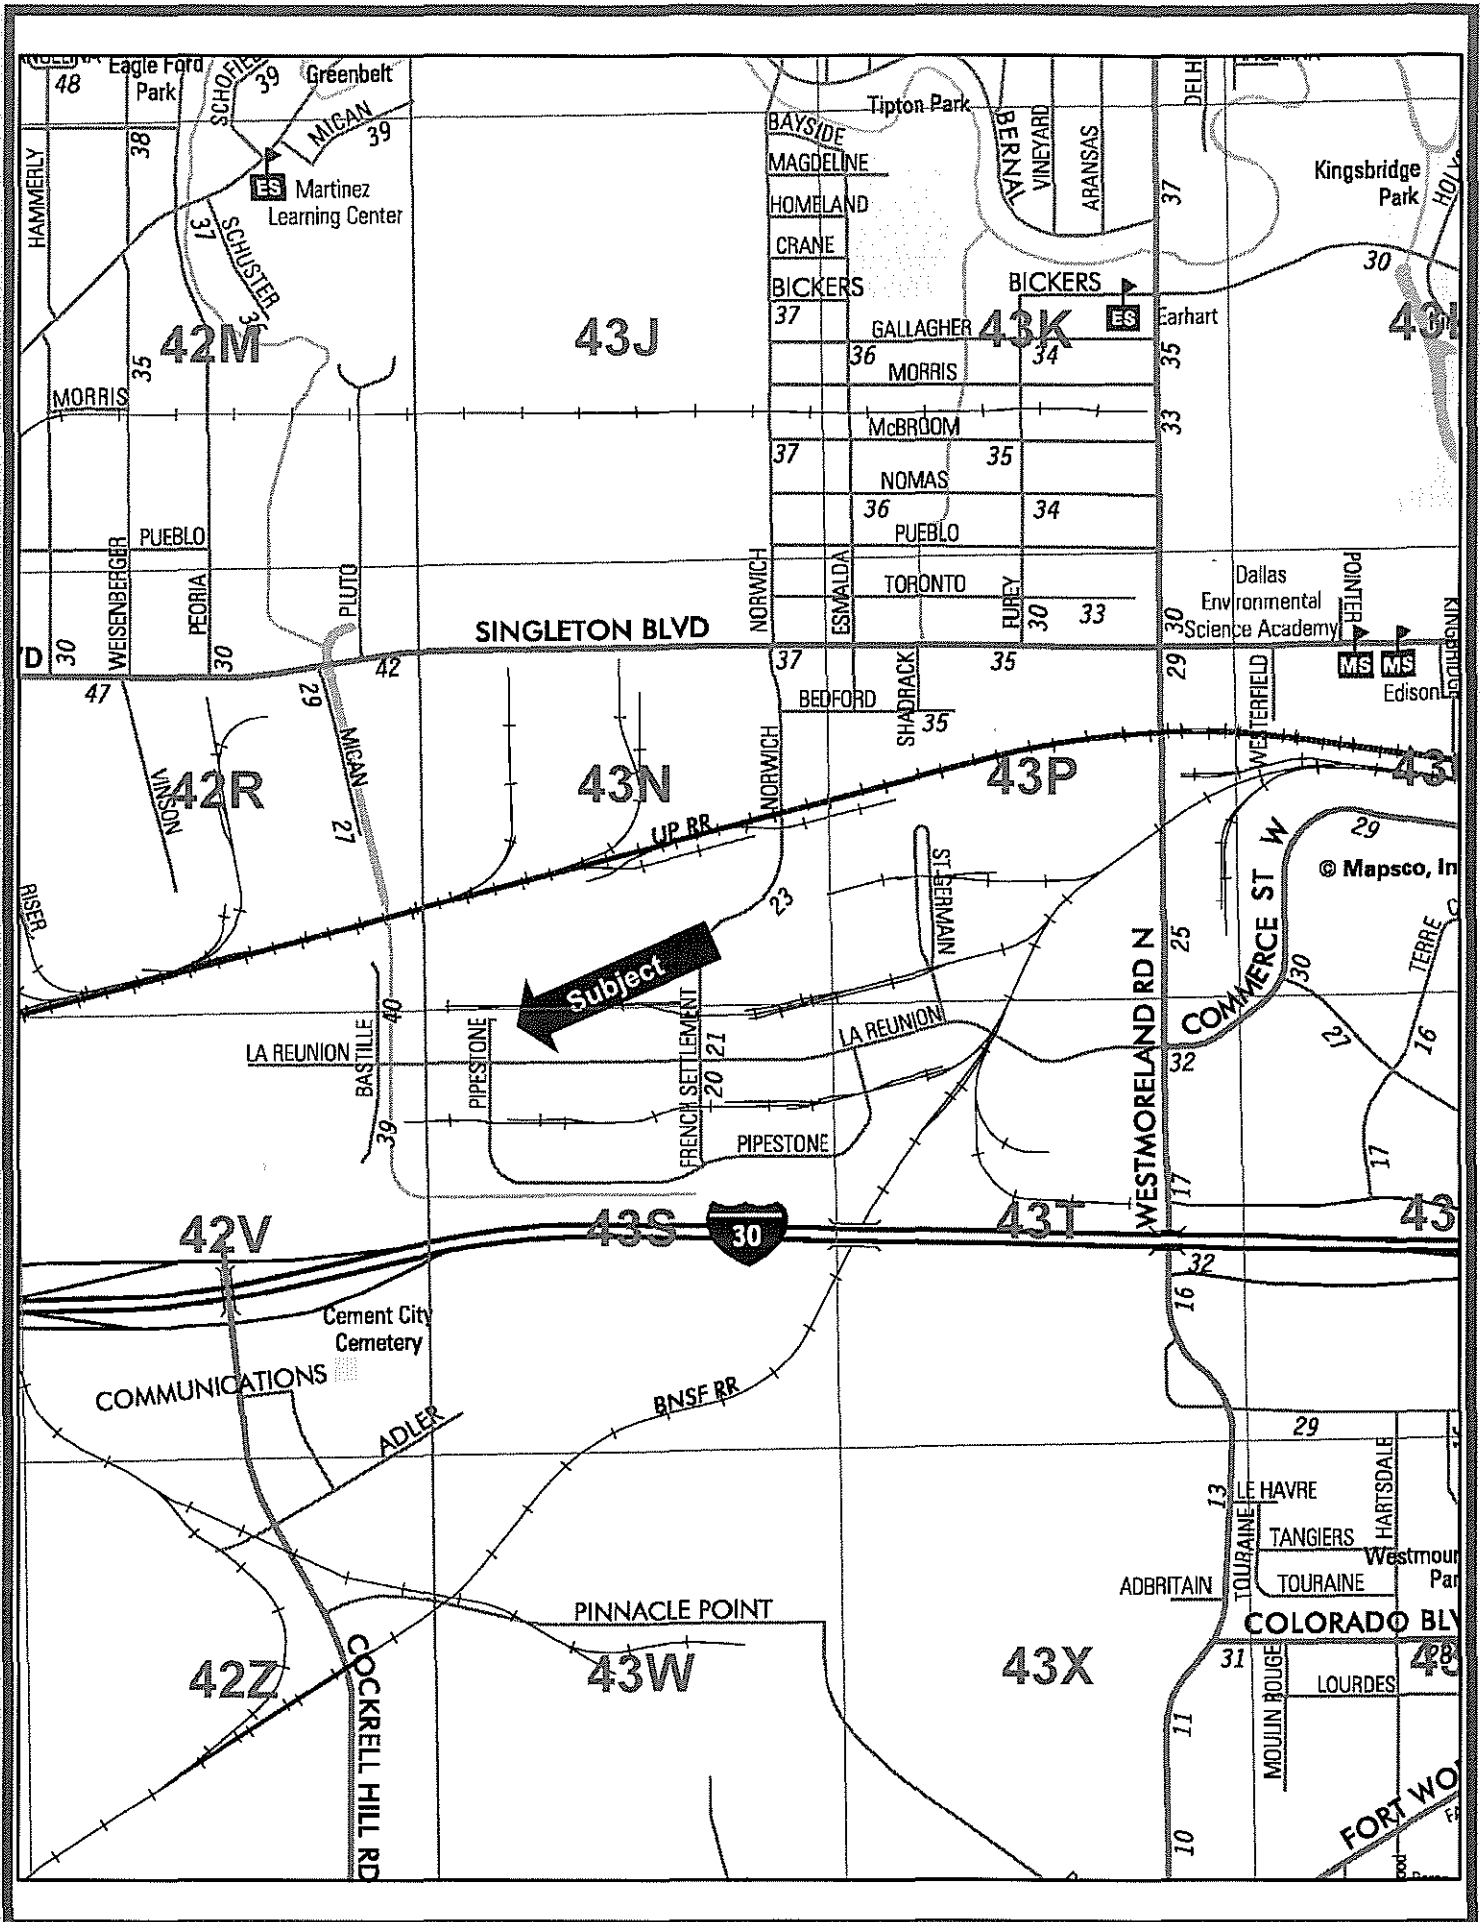 48
Eagle Ford
Park
SCHOFIEL
39
Greenbelt
MICAN
39
38
HAMMERLY
ES
Martinez
Learning Center
37
SCHUSTER
42M
35
MORRIS
43J
Tipton Park
BAYSIDE
MAGDELINE
HOMELAND
CRANE
BICKERS
37
BERNAL
VINEYARD
ARANSAS
DELH
37
Kingsbridge
Park
30
BICKERS
ES
Earhart
GALLAGHER
43K
36
34
35
MORRIS
33
McBROOM
37
35
NOMAS
36
34
PUEBLO
PUEBLO
WEISENBERGER
PEORIA
PLUTO
NORWICH
ESMALDA
TORONTO
FUREY
30
33
30
Dallas
Environmental
Science Academy
POINTER
MS
MS
Edison
SINGLETON BLVD
30
30
47
42
37
35
29
29
BEDFORD
SHADRACK
35
WESTERFIELD
VINSON
42R
MICAN
27
43N
NORWICH
43P
UP RR
COMMERCE ST W
29
© Mapsco, In
RISER
23
ST GERMAIN
25
TERRE
30
Subject
40
LA REUNION
BASTILLE
PIPESTONE
FRENCH SETTLEMENT
21
20
LA REUNION
WESTMORELAND RD N
32
27
16
39
PIPESTONE
17
17
42V
43S
30
43T
43
32
16
Cement City
Cemetery
COMMUNICATIONS
ADLER
BNSF RR
29
HARTSDALE
13
LE HAVRE
TOURAINE
TANGIERS
Westmoun
Par
ADBRITAIN
TOURAINE
PINNACLE POINT
COLORADO BLV
COCKRELL HILL RD
42Z
43W
43X
31
28
MOULIN ROUGE
LOURDES
11
10
FORT WO